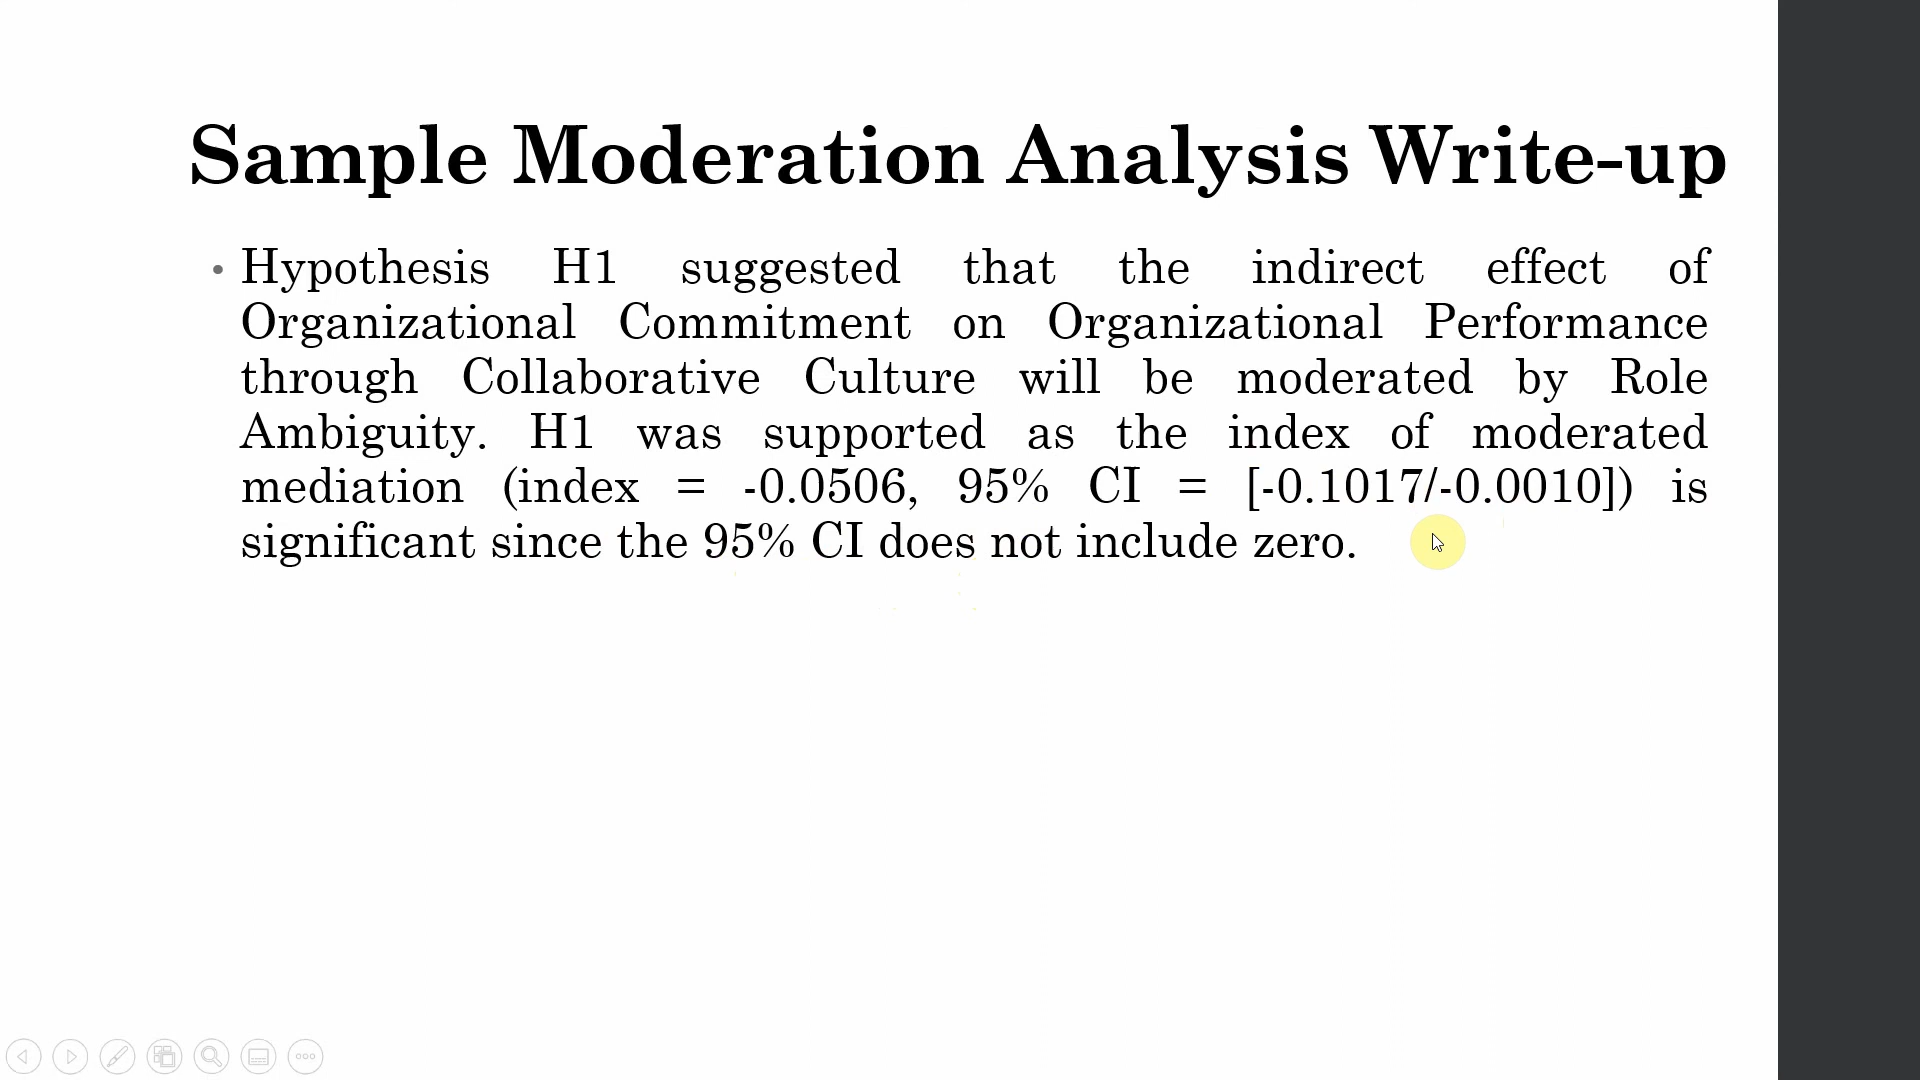 Sample Moderation Analysis Write-up
• Hypothesis H1 suggested that the indirect effect of
Organizational Commitment on Organizational Performance
through Collaborative Culture will be moderated by Role
Ambiguity. H1 was supported as the index of moderated
mediation (index = -0.0506, 95% CI = [-0.1017/-0.0010]) is
significant since the 95% CI does not include zero.